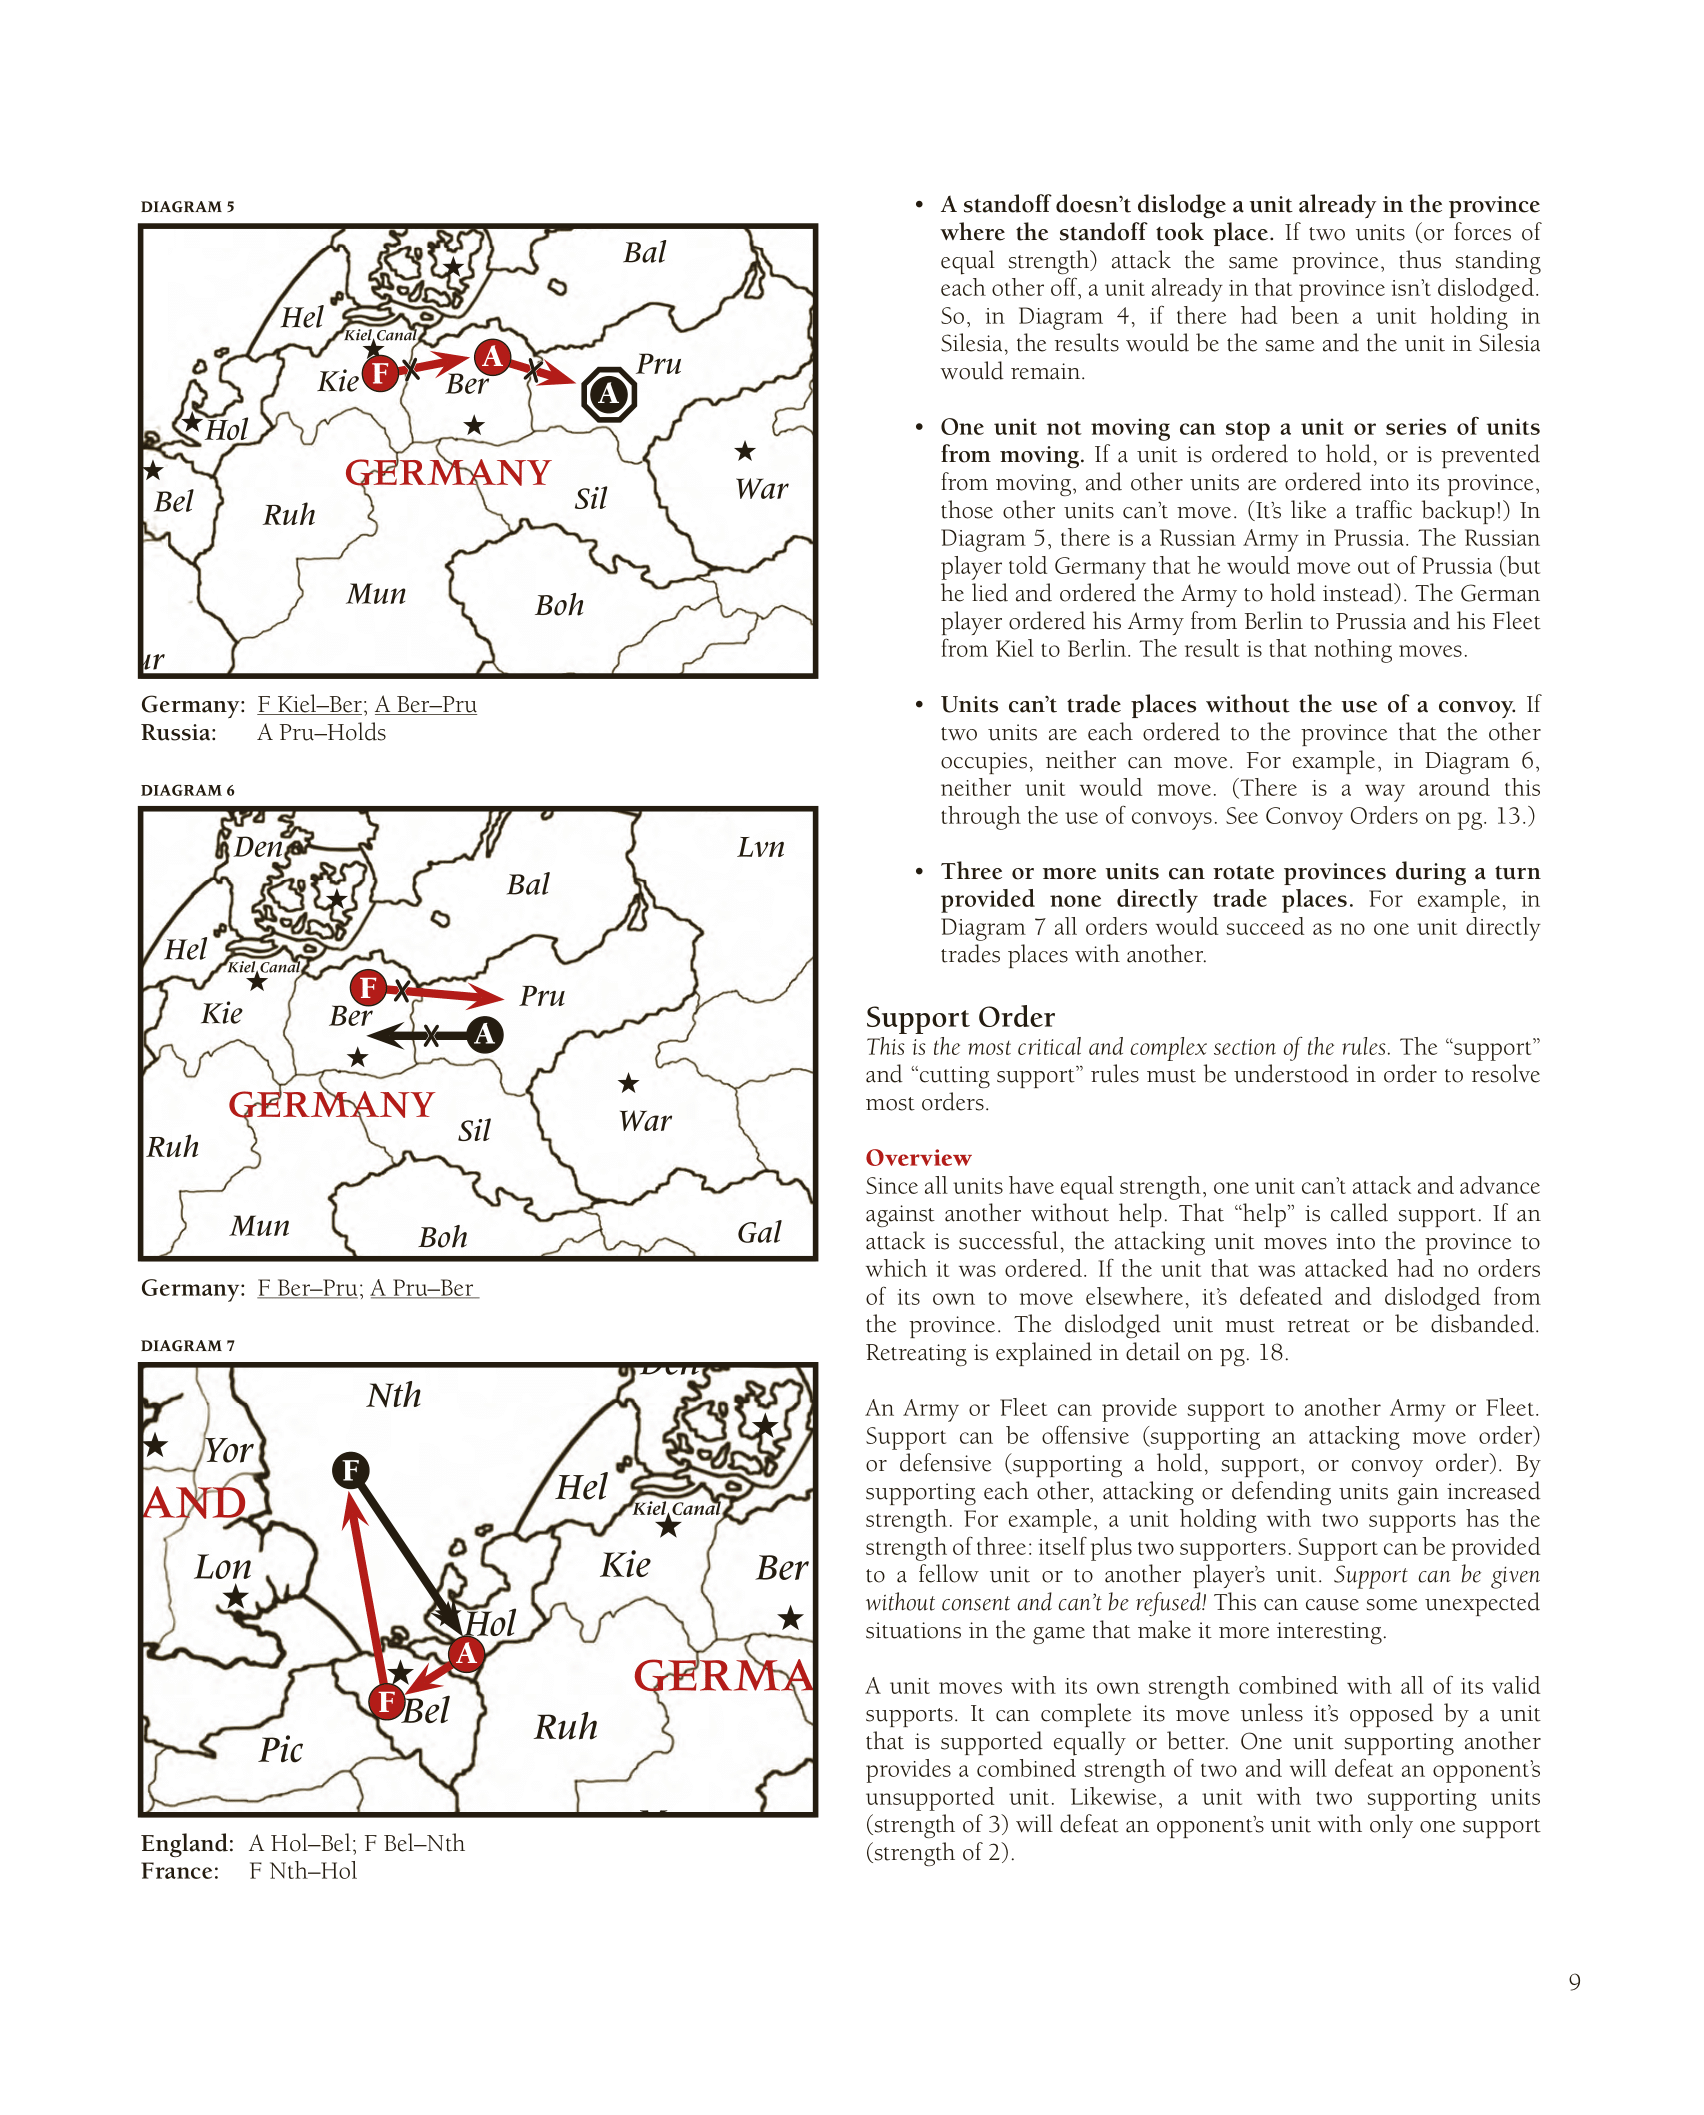 DIAGRAM 5
Bal
Hel
Kiel Canal
F
A
Kie
Ber
Pru
A
Hol
GERMANY
Bel
Ruh
Sil
War
Mun
Boh
ur
Germany: F Kiel–Ber; A Ber–Pru
Russia: A Pru–Holds
DIAGRAM 6
Den
Lvn
Bal
Hel
Kiel Canal
F
Kie
Ber
Pru
A
GERMANY
War
Sil
Ruh
Mun
Boh
Gal
Germany: F Ber–Pru; A Pru–Ber
DIAGRAM 7
Den
Nth
Yor
F
Hel
AND
Kiel Canal
Lon
Kie
Ber
Hol
A
GERMA
F
Bel
Ruh
Pic
England: A Hol–Bel; F Bel–Nth
France: F Nth–Hol
• A standoff doesn't dislodge a unit already in the province
where the standoff took place. If two units (or forces of
equal strength) attack the same province, thus standing
each other off, a unit already in that province isn't dislodged.
So, in Diagram 4, if there had been a unit holding in
Silesia, the results would be the same and the unit in Silesia
would remain.
• One unit not moving can stop a unit or series of units
from moving. If a unit is ordered to hold, or is prevented
from moving, and other units are ordered into its province,
those other units can't move. (It's like a traffic backup!) In
Diagram 5, there is a Russian Army in Prussia. The Russian
player told Germany that he would move out of Prussia (but
he lied and ordered the Army to hold instead). The German
player ordered his Army from Berlin to Prussia and his Fleet
from Kiel to Berlin. The result is that nothing moves.
• Units can't trade places without the use of a convoy. If
two units are each ordered to the province that the other
occupies, neither can move. For example, in Diagram 6,
neither unit would move. (There is a way around this
through the use of convoys. See Convoy Orders on pg. 13.)
• Three or more units can rotate provinces during a turn
provided none directly trade places. For example, in
Diagram 7 all orders would succeed as no one unit directly
trades places with another.
Support Order
This is the most critical and complex section of the rules. The “support”
and “cutting support” rules must be understood in order to resolve
most orders.
Overview
Since all units have equal strength, one unit can't attack and advance
against another without help. That “help” is called support. If an
attack is successful, the attacking unit moves into the province to
which it was ordered. If the unit that was attacked had no orders
of its own to move elsewhere, it's defeated and dislodged from
the province. The dislodged unit must retreat or be disbanded.
Retreating is explained in detail on pg. 18.
An Army or Fleet can provide support to another Army or Fleet.
Support can be offensive (supporting an attacking move order)
or defensive (supporting a hold, support, or convoy order). By
supporting each other, attacking or defending units gain increased
strength. For example, a unit holding with two supports has the
strength of three: itself plus two supporters. Support can be provided
to a fellow unit or to another player's unit. Support can be given
without consent and can't be refused! This can cause some unexpected
situations in the game that make it more interesting.
A unit moves with its own strength combined with all of its valid
supports. It can complete its move unless it's opposed by a unit
that is supported equally or better. One unit supporting another
provides a combined strength of two and will defeat an opponent's
unsupported unit. Likewise, a unit with two supporting units
(strength of 3) will defeat an opponent's unit with only one support
(strength of 2).
9